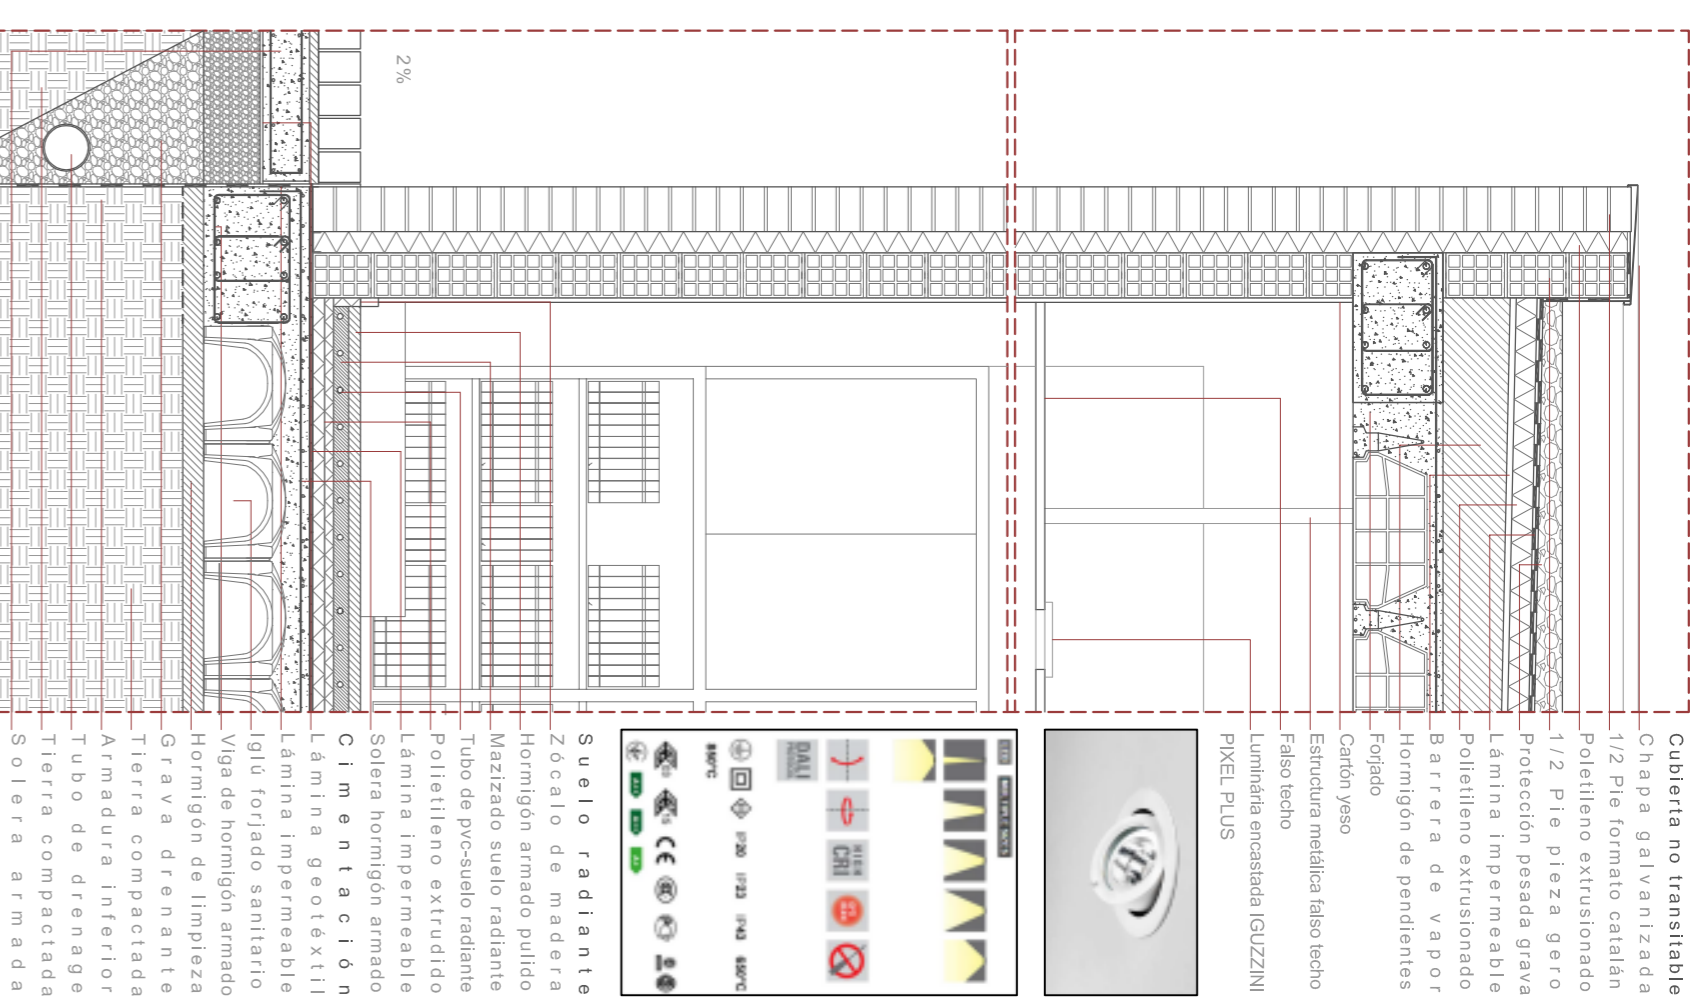 Cubierta no transitable
Chapa galvanizada
1/2 Pie formato catalán
Poletileno extrusionado
1/2 Pie pieza gero
Protección pesada grava
Lámina impermeable
Polietileno extrusionado
Barrera de vapor
Hormigón de pendientes
Forjado
Cartón yeso
Estructura metálica falso techo
Falso techo
Luminária encastada IGUZZINI
PIXEL PLUS
DALI
HIGH
CRI
850°C
IP20 IP23 IP43 650°C
CE
Suelo radiante
Zócalo de madera
Hormigón armado pulido
Mazizado suelo radiante
Tubo de pvc-suelo radiante
Polietileno extrudido
Lámina impermeable
Solera hormigón armado
Cimentación
Lámina geotéxtil
Lámina impermeable
Iglú forjado sanitario
Viga de hormigón armado
Hormigón de limpieza
Grava drenante
Tierra compactada
Armadura inferior
Tubo de drenage
Tierra compactada
Solera armada
2%